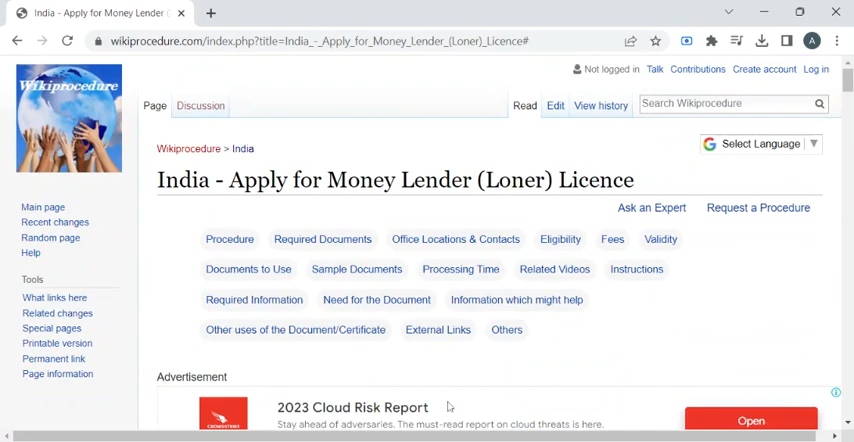 India - Apply for Money Lender (
wikiprocedure.com/index.php?title=India_-_Apply_for_Money_Lender_(Loner)_Licence#
A
Wikiprocedure
Not logged in Talk Contributions Create account Log in
Page Discussion Read Edit View history Search Wikiprocedure
Wikiprocedure > India
Select Language
India - Apply for Money Lender (Loner) Licence
Ask an Expert Request a Procedure
Main page
Recent changes
Random page
Help
Tools
What links here
Related changes
Special pages
Printable version
Permanent link
Page information
Procedure Required Documents Office Locations & Contacts Eligibility Fees Validity
Documents to Use Sample Documents Processing Time Related Videos Instructions
Required Information Need for the Document Information which might help
Other uses of the Document/Certificate External Links Others
Advertisement
2023 Cloud Risk Report
Stay ahead of adversaries. The must-read report on cloud threats is here.
CROWDSTRIKE
Open